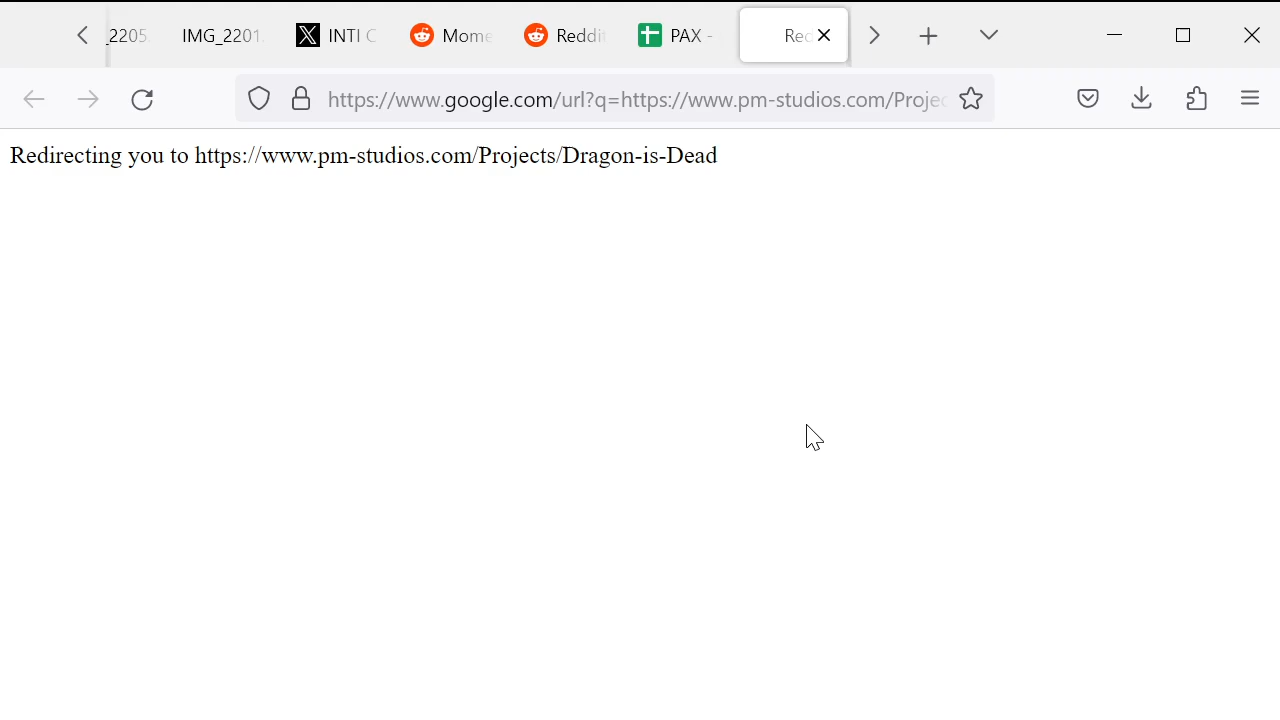 _2205 IMG_2201. INTI C Mome Reddit PAX - Red
https://www.google.com/url?q=https://www.pm-studios.com/Projec
Redirecting you to https://www.pm-studios.com/Projects/Dragon-is-Dead